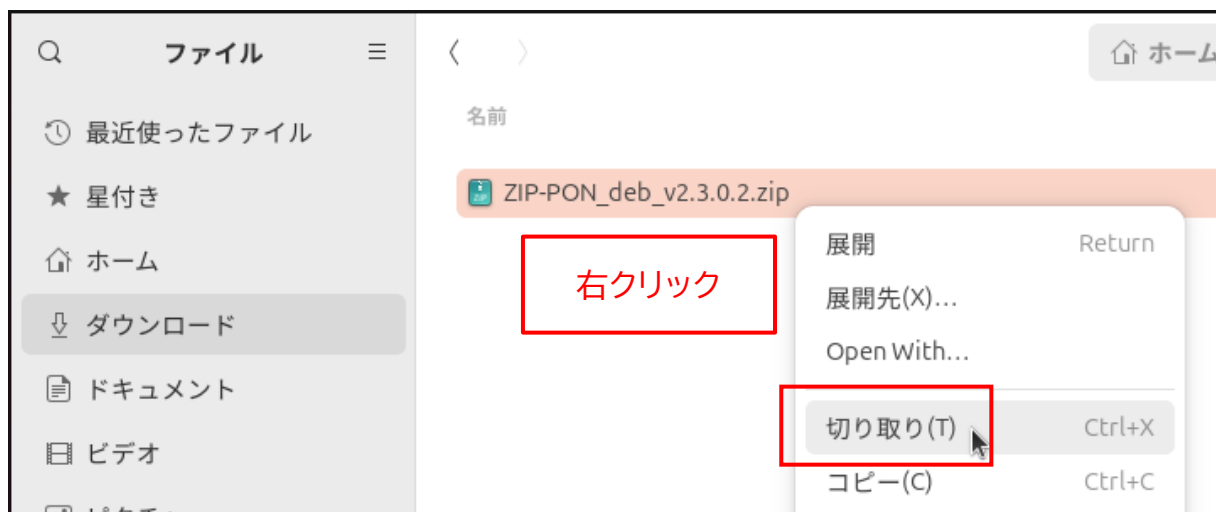 ファイル
ホーム
最近使ったファイル
星付き
ホーム
ダウンロード
ドキュメント
ビデオ
名前
ZIP-PON_deb_v2.3.0.2.zip
右クリック
展開 Return
展開先(X)...
Open With...
切り取り(T) Ctrl+X
コピー(C) Ctrl+C